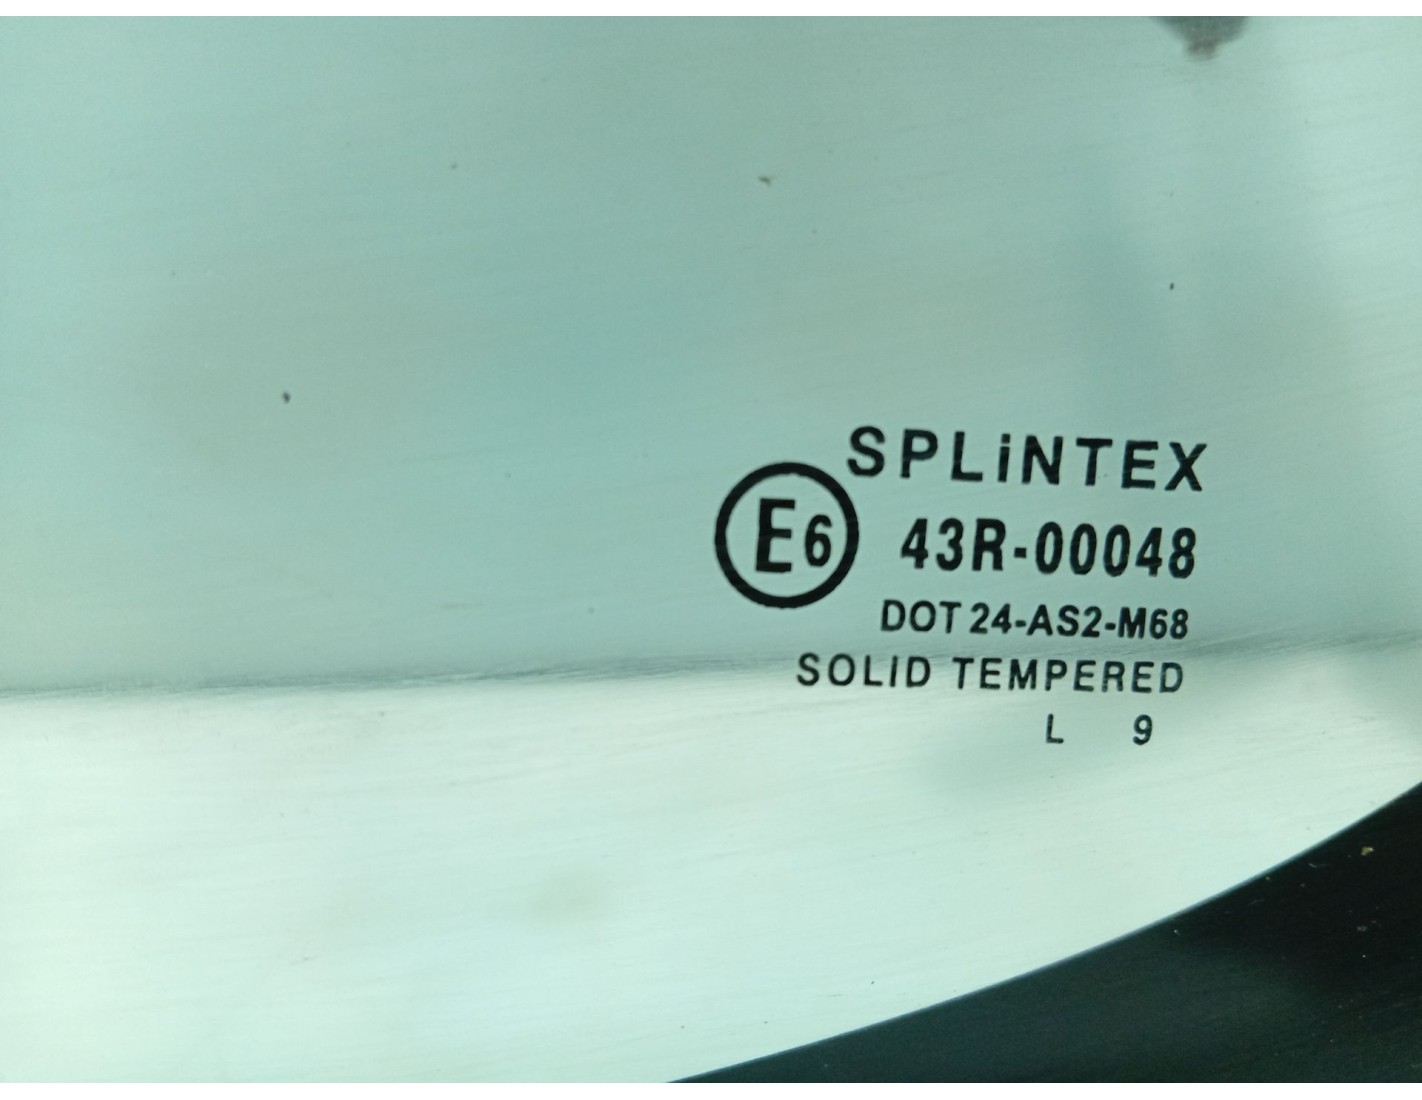 SPLiNTEX
E6 43R-00048
DOT 24-AS2-M68
SOLID TEMPERED
L 9